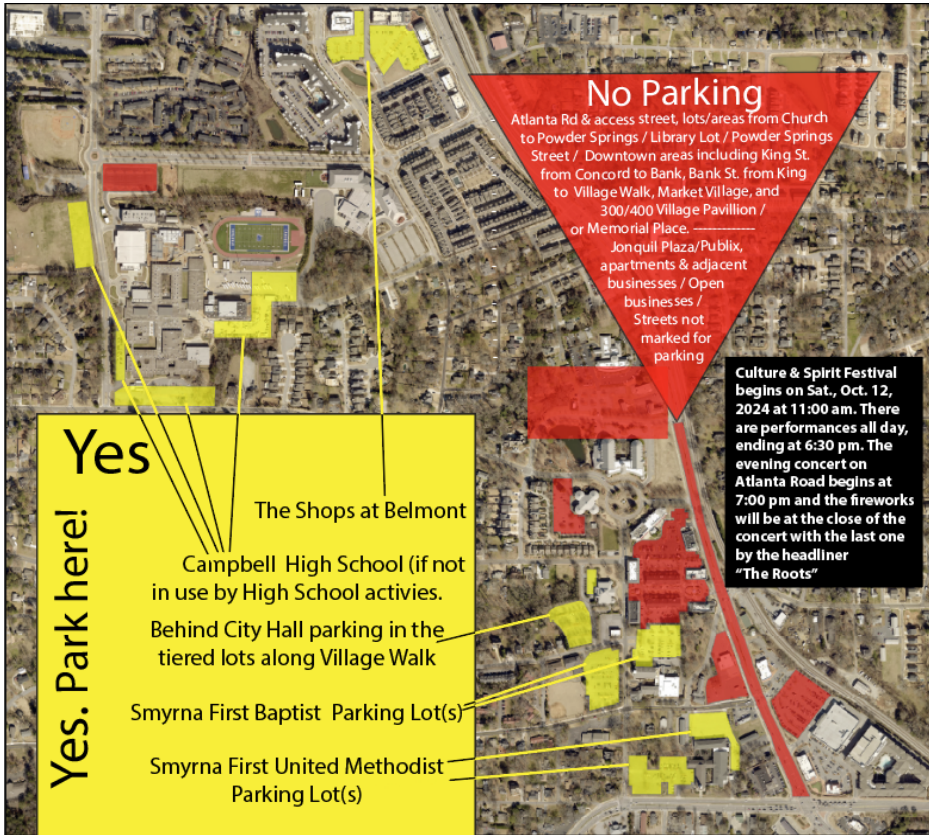 No Parking
Atlanta Rd & access street, lots/areas from Church
to Powder Springs / Library Lot / Powder Springs
Street / Downtown areas including King St.
from Concord to Bank, Bank St. from King
to Village Walk, Market Village, and
300/400 Village Pavillion /
or Memorial Place. -------------
Jonquil Plaza/Publix,
apartments & adjacent
businesses / Open
businesses /
Streets not
marked for
parking
Culture & Spirit Festival
begins on Sat., Oct. 12,
2024 at 11:00 am. There
are performances all day,
ending at 6:30 pm. The
evening concert on
Atlanta Road begins at
7:00 pm and the fireworks
will be at the close of the
concert with the last one
by the headliner
“The Roots”
Yes
Yes. Park here!
The Shops at Belmont
Campbell High School (if not
in use by High School activies.
Behind City Hall parking in the
tiered lots along Village Walk
Smyrna First Baptist Parking Lot(s)
Smyrna First United Methodist
Parking Lot(s)